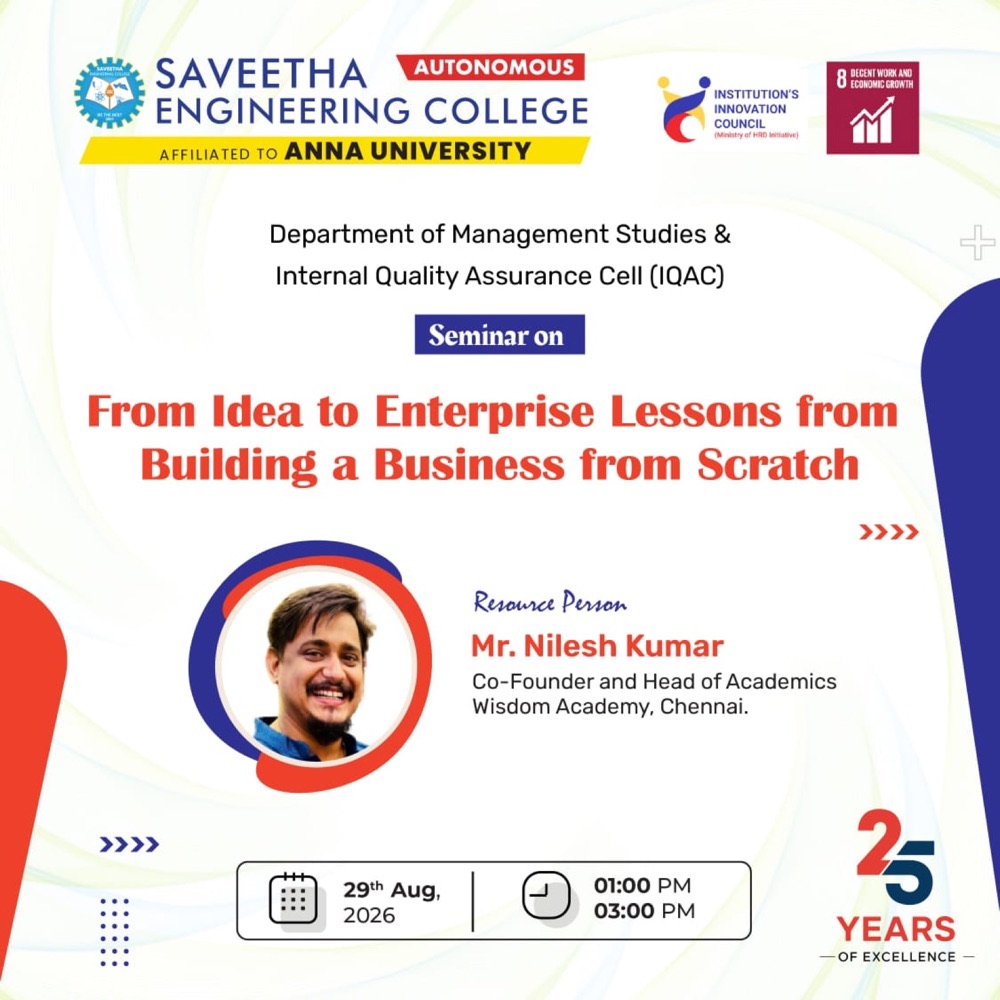 SAVEETHA
ENGINEERING COLLEGE
AUTONOMOUS
AFFILIATED TO ANNA UNIVERSITY
SAVEETHA
ENGINEERING COLLEGE
INSTITUTION'S
INNOVATION
COUNCIL
(Ministry of HRD Initiative)
8 DECENT WORK AND
ECONOMIC GROWTH
Department of Management Studies &
Internal Quality Assurance Cell (IQAC)
Seminar on
From Idea to Enterprise Lessons from
Building a Business from Scratch
Resource Person
Mr. Nilesh Kumar
Co-Founder and Head of Academics
Wisdom Academy, Chennai.
29th Aug,
2026
01:00 PM
03:00 PM
25
YEARS
OF EXCELLENCE